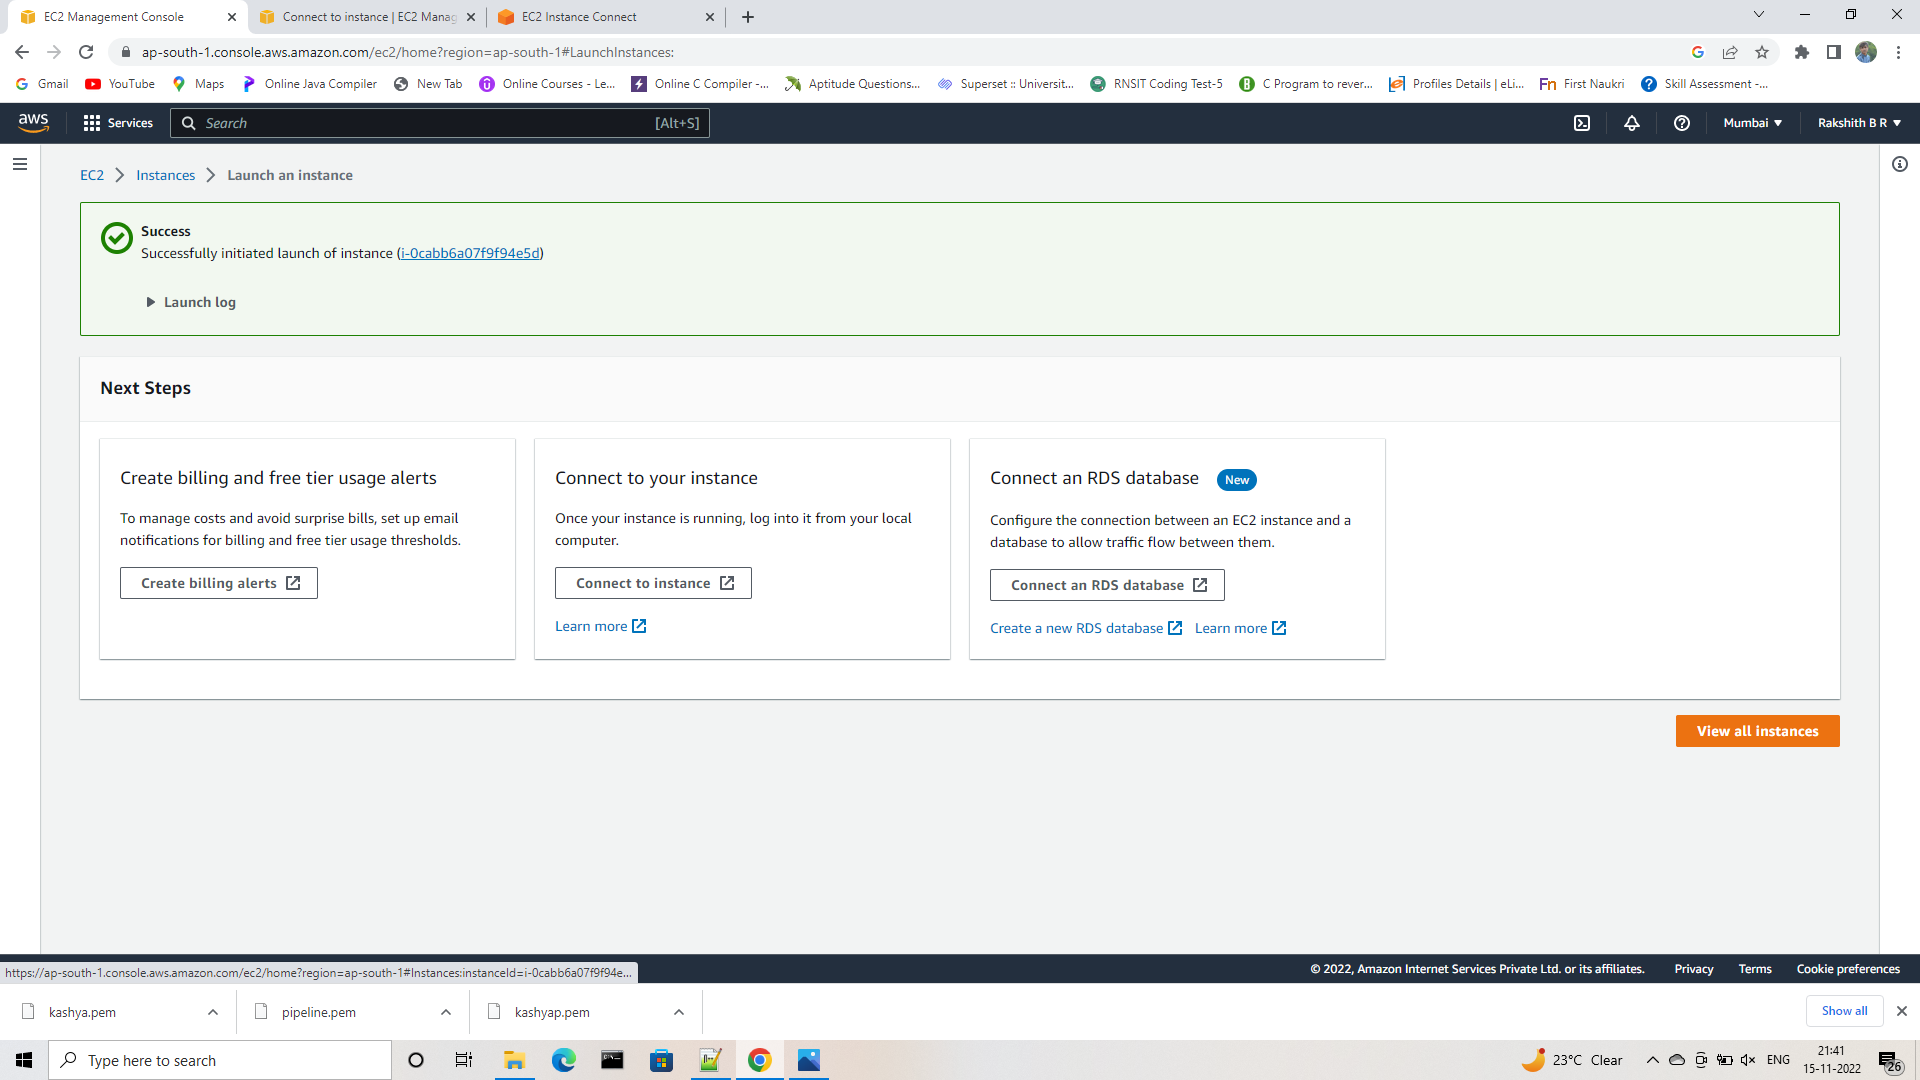 EC2 Management Console
Connect to instance | EC2 Manag
EC2 Instance Connect
ap-south-1.console.aws.amazon.com/ec2/home?region=ap-south-1#LaunchInstances:
Gmail
YouTube
Maps
Online Java Compiler
New Tab
Online Courses - Le...
Online C Compiler -...
Aptitude Questions...
Superset :: Universit...
RNSIT Coding Test-5
C Program to rever...
Profiles Details | eLi...
First Naukri
Skill Assessment -...
aws
Services
Search
[Alt+S]
Mumbai
Rakshith B R
EC2
Instances
Launch an instance
Success
Successfully initiated launch of instance (i-0cabb6a07f9f94e5d)
Launch log
Next Steps
Create billing and free tier usage alerts
To manage costs and avoid surprise bills, set up email
notifications for billing and free tier usage thresholds.
Create billing alerts
Connect to your instance
Once your instance is running, log into it from your local
computer.
Connect to instance
Learn more
Connect an RDS database
New
Configure the connection between an EC2 instance and a
database to allow traffic flow between them.
Connect an RDS database
Create a new RDS database
Learn more
View all instances
https://ap-south-1.console.aws.amazon.com/ec2/home?region=ap-south-1#Instances:instanceId=i-0cabb6a07f9f94e...
© 2022, Amazon Internet Services Private Ltd. or its affiliates.
Privacy
Terms
Cookie preferences
kashya.pem
pipeline.pem
kashyap.pem
Show all
Type here to search
23°C Clear
ENG
21:41
15-11-2022
26